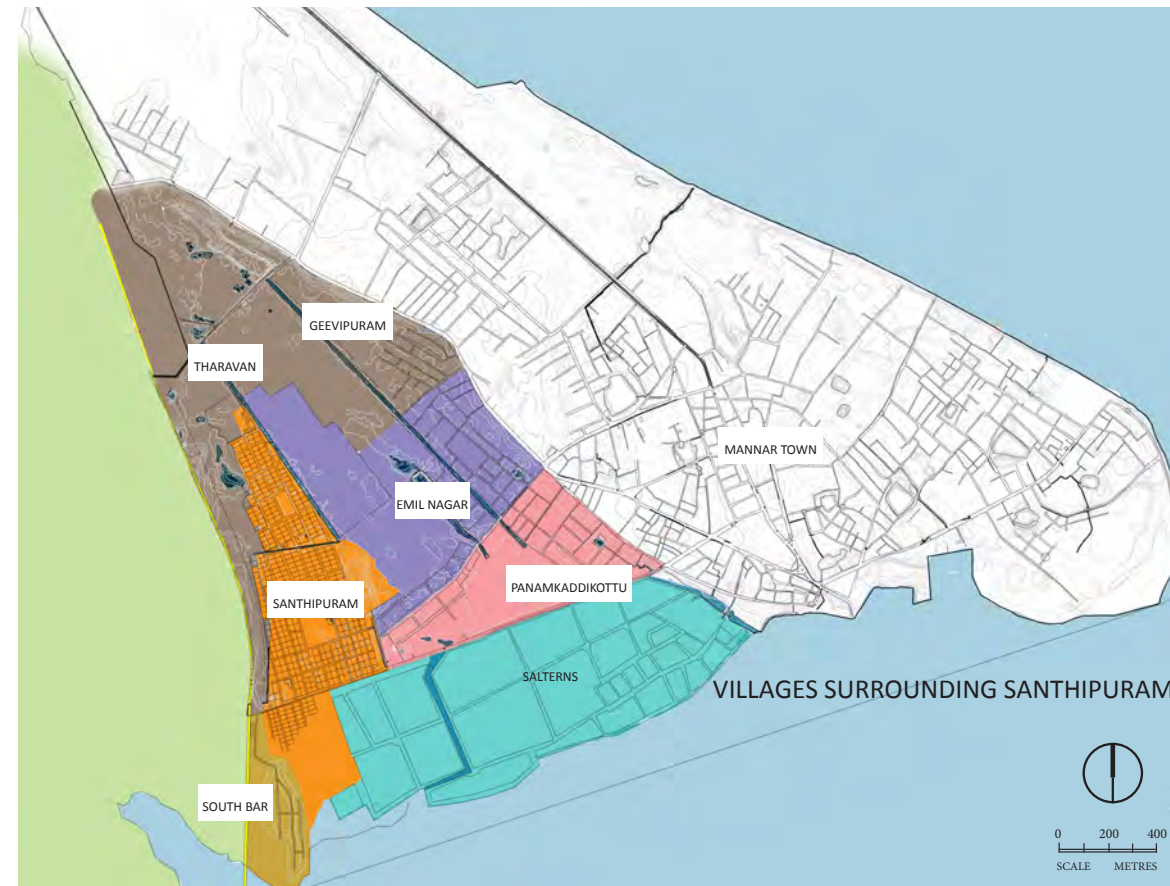 GEEVIPURAM
THARAVAN
MANNAR TOWN
EMIL NAGAR
PANAMKADDIKOTTU
SANTHIPURAM
SALTERNS
VILLAGES SURROUNDING SANTHIPURAM
SOUTH BAR
0 200 400
SCALE METRES